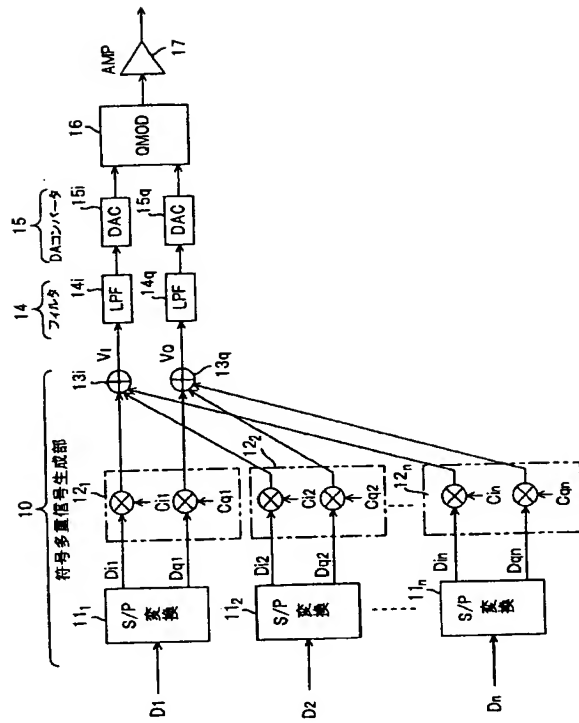 10
符号多重信号生成部
14
フィルタ
15
DAコンバータ
D1
11₁
S/P
変換
Di1
Dq1
12₁
Ci1
Cq1
13i
VI
14i
LPF
15i
DAC
16
QMOD
AMP
17
13q
VQ
14q
LPF
15q
DAC
D2
11₂
S/P
変換
Di2
Dq2
12₂
Ci2
Cq2
Dn
11n
S/P
変換
Din
Dqn
12n
Cin
Cqn